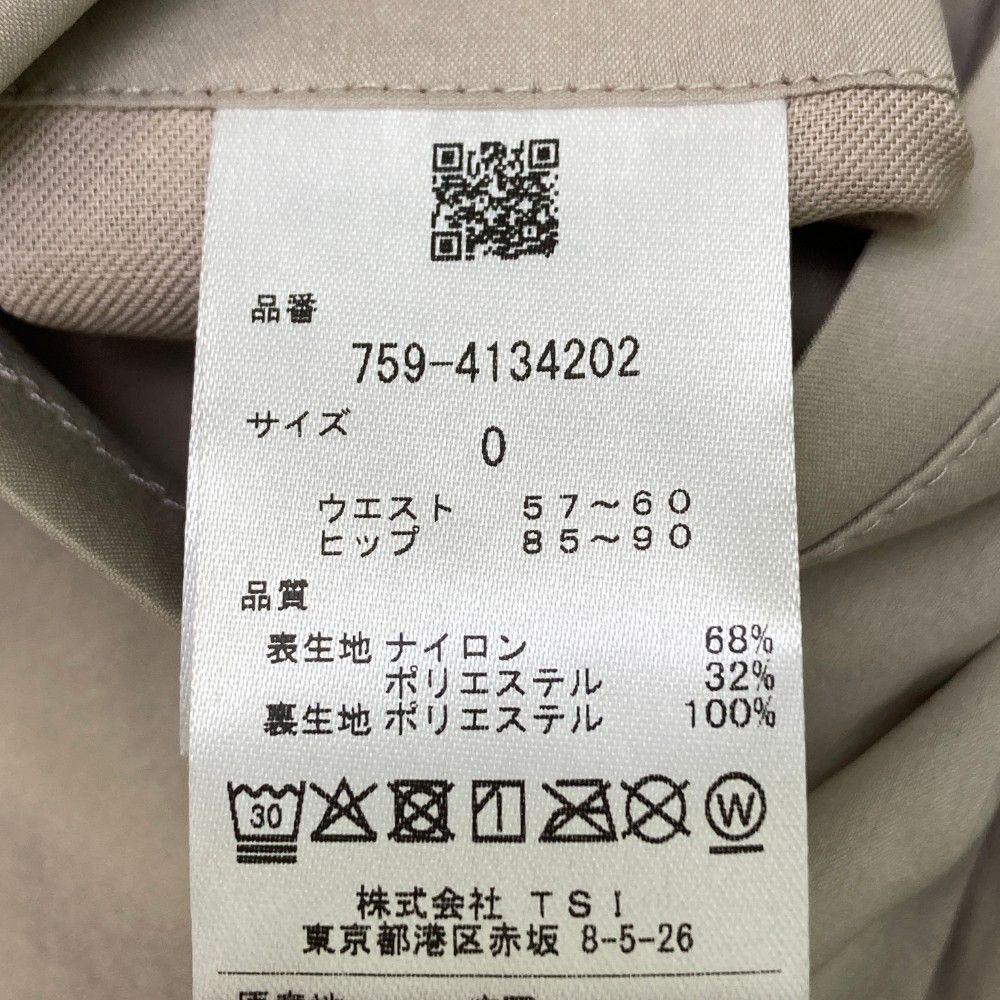 品番
759-4134202
サイズ
0
ウエスト 57～60
ヒップ 85～90
品質
表生地 ナイロン 68%
ポリエステル 32%
裏生地 ポリエステル 100%
30 W
株式会社 TSI
東京都港区赤坂 8-5-26